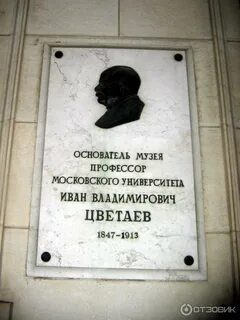 ОСНОВАТЕЛЬ МУЗЕЯ
ПРОФЕССОР
МОСКОВСКОГО УНИВЕРСИТЕТА
ИВАН ВЛАДИМИРОВИЧ
ЦВЕТАЕВ
1847-1913
ОТЗОВИК